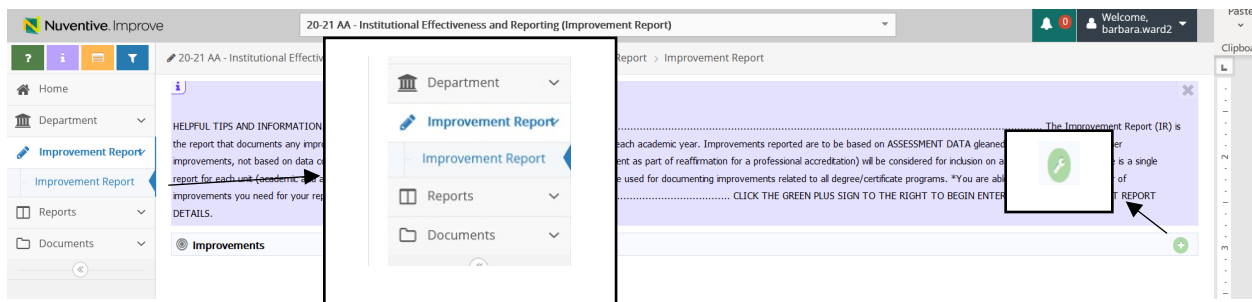 Nuventive. Improve
20-21 AA - Institutional Effectiveness and Reporting (Improvement Report)
0
Welcome,
barbara.ward2
Paste
Clipboa
? i
20-21 AA - Institutional Effectiv
Report > Improvement Report
Home
Department
Improvement Report
Improvement Report
Reports
Documents
i
HELPFUL TIPS AND INFORMATION. The Improvement Report (IR) is
the report that documents any impro each academic year. Improvements reported are to be based on ASSESSMENT DATA gleaned
improvements, not based on data co ent as part of reaffirmation for a professional accreditation) will be considered for inclusion on a e is a single
report for each unit (academic and a e used for documenting improvements related to all degree/certificate programs. *You are abl of
improvements you need for your rep CLICK THE GREEN PLUS SIGN TO THE RIGHT TO BEGIN ENTER T REPORT
DETAILS.
Improvements
Department
Improvement Report
Improvement Report
Reports
Documents
2
3